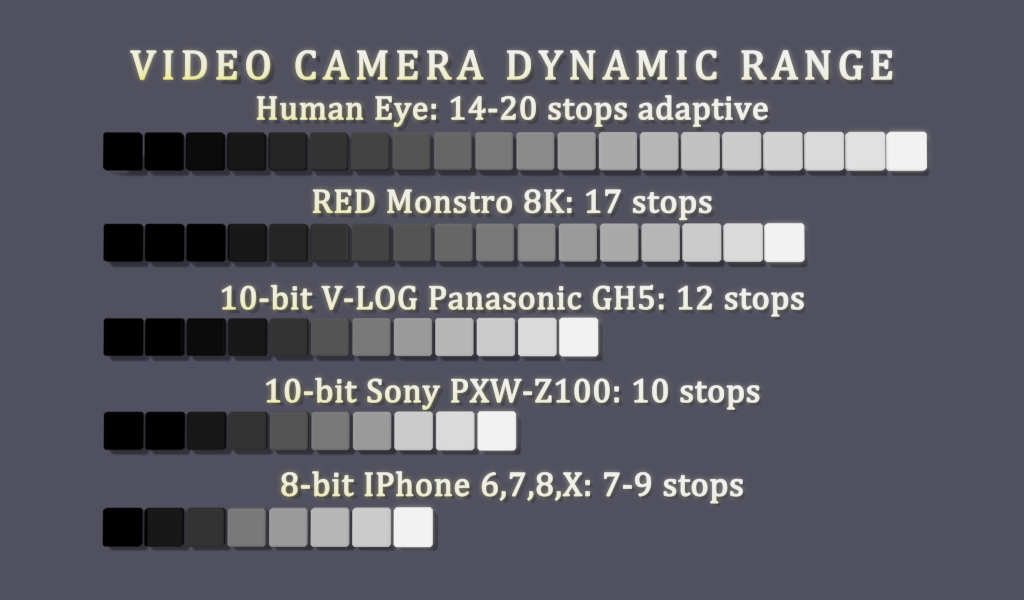 VIDEO CAMERA DYNAMIC RANGE
Human Eye: 14-20 stops adaptive
RED Monstro 8K: 17 stops
10-bit V-LOG Panasonic GH5: 12 stops
10-bit Sony PXW-Z100: 10 stops
8-bit IPhone 6,7,8,X: 7-9 stops